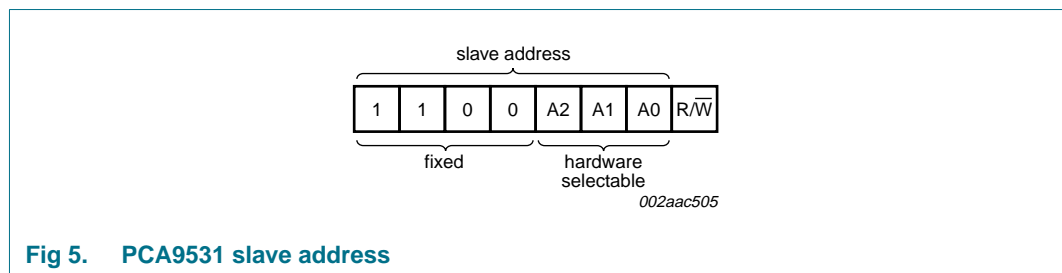 slave address
1 1 0 0 A2 A1 A0 R/W̅
fixed
hardware
selectable
002aac505
Fig 5. PCA9531 slave address